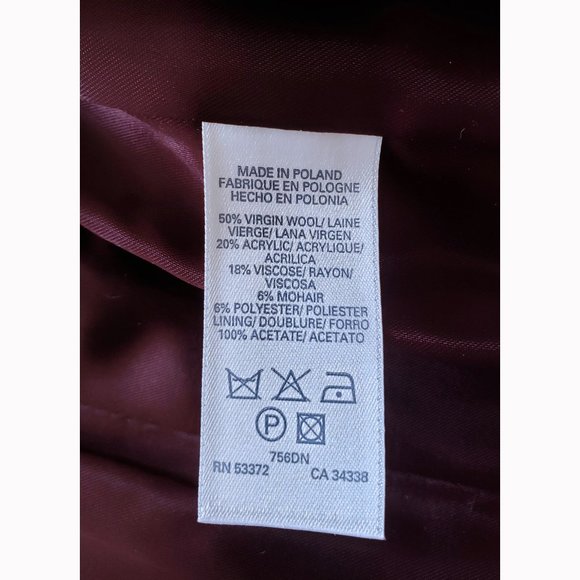 MADE IN POLAND
FABRIQUE EN POLOGNE
HECHO EN POLONIA
50% VIRGIN WOOL/ LAINE
VIERGE/ LANA VIRGEN
20% ACRYLIC/ ACRYLIQUE/
ACRILICA
18% VISCOSE/ RAYON/
VISCOSA
6% MOHAIR
6% POLYESTER/ POLIESTER
LINING/ DOUBLURE/ FORRO
100% ACETATE/ ACETATO
P
756DN
RN 53372 CA 34338